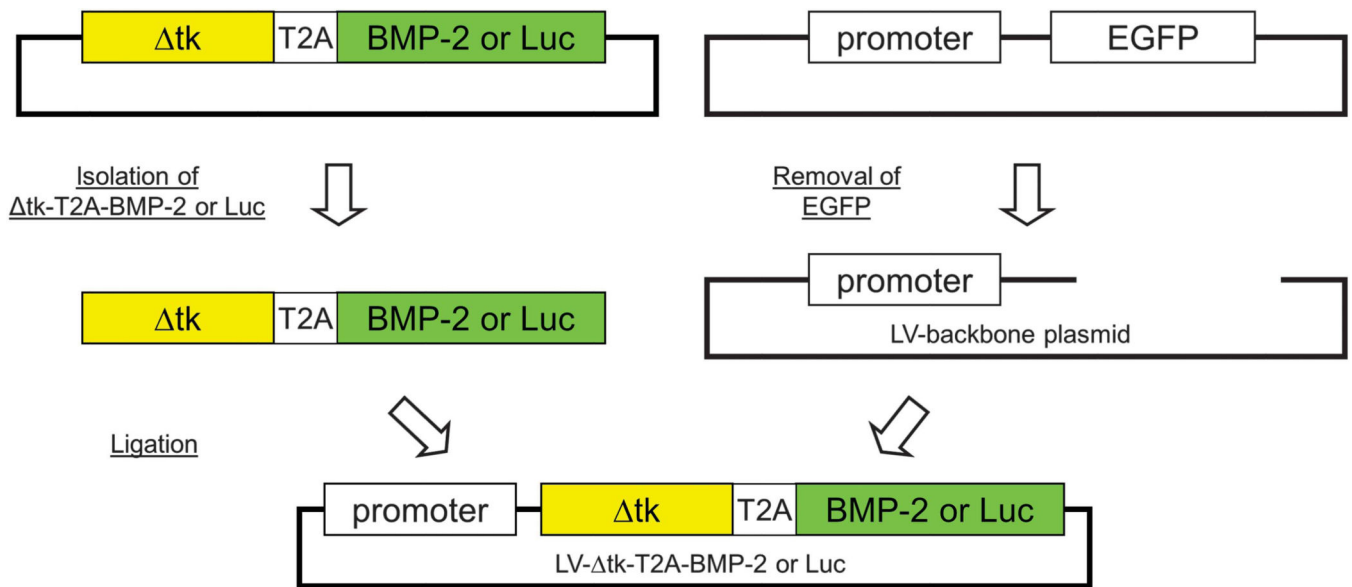 Δtk T2A BMP-2 or Luc
promoter EGFP
Isolation of
Δtk-T2A-BMP-2 or Luc
Removal of
EGFP
Δtk T2A BMP-2 or Luc
promoter
LV-backbone plasmid
Ligation
promoter Δtk T2A BMP-2 or Luc
LV-Δtk-T2A-BMP-2 or Luc